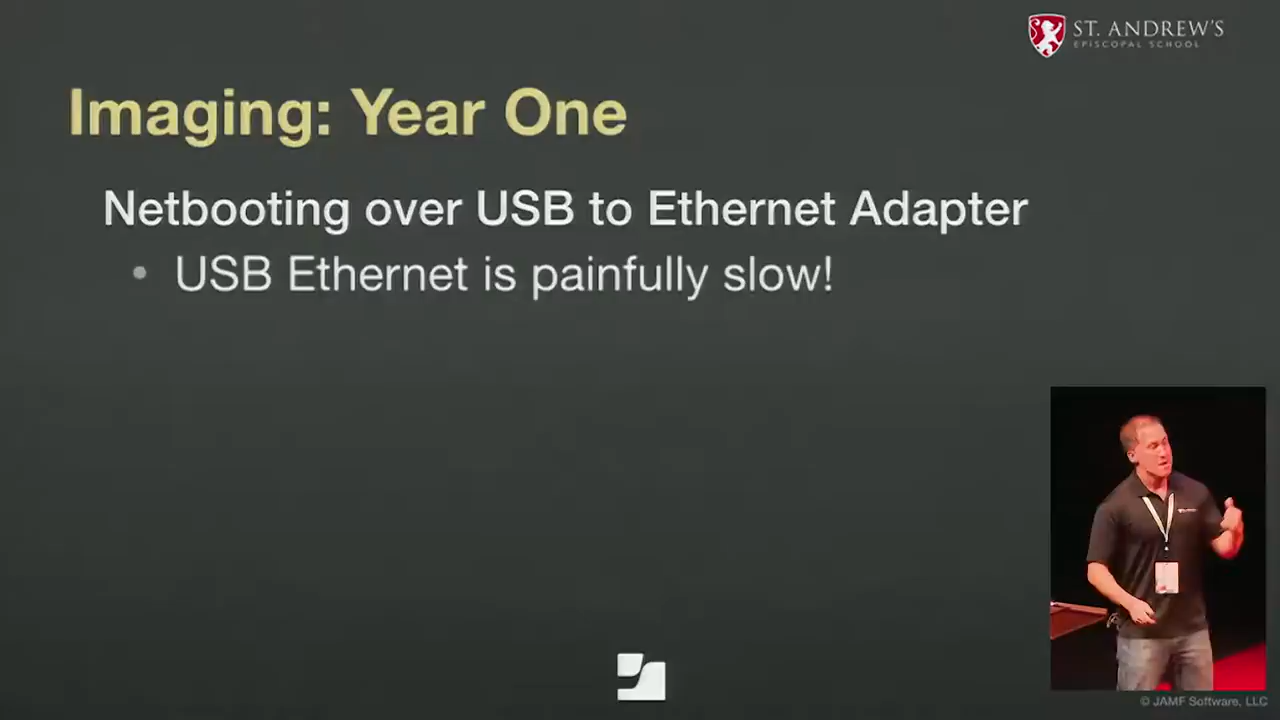 ST. ANDREW'S
EPISCOPAL SCHOOL
Imaging: Year One
Netbooting over USB to Ethernet Adapter
• USB Ethernet is painfully slow!
© JAMF Software, LLC